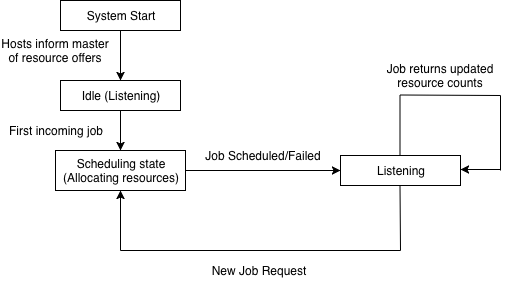 System Start
Hosts inform master
of resource offers
Idle (Listening)
First incoming job
Scheduling state
(Allocating resources)
Job Scheduled/Failed
Job returns updated
resource counts
Listening
New Job Request